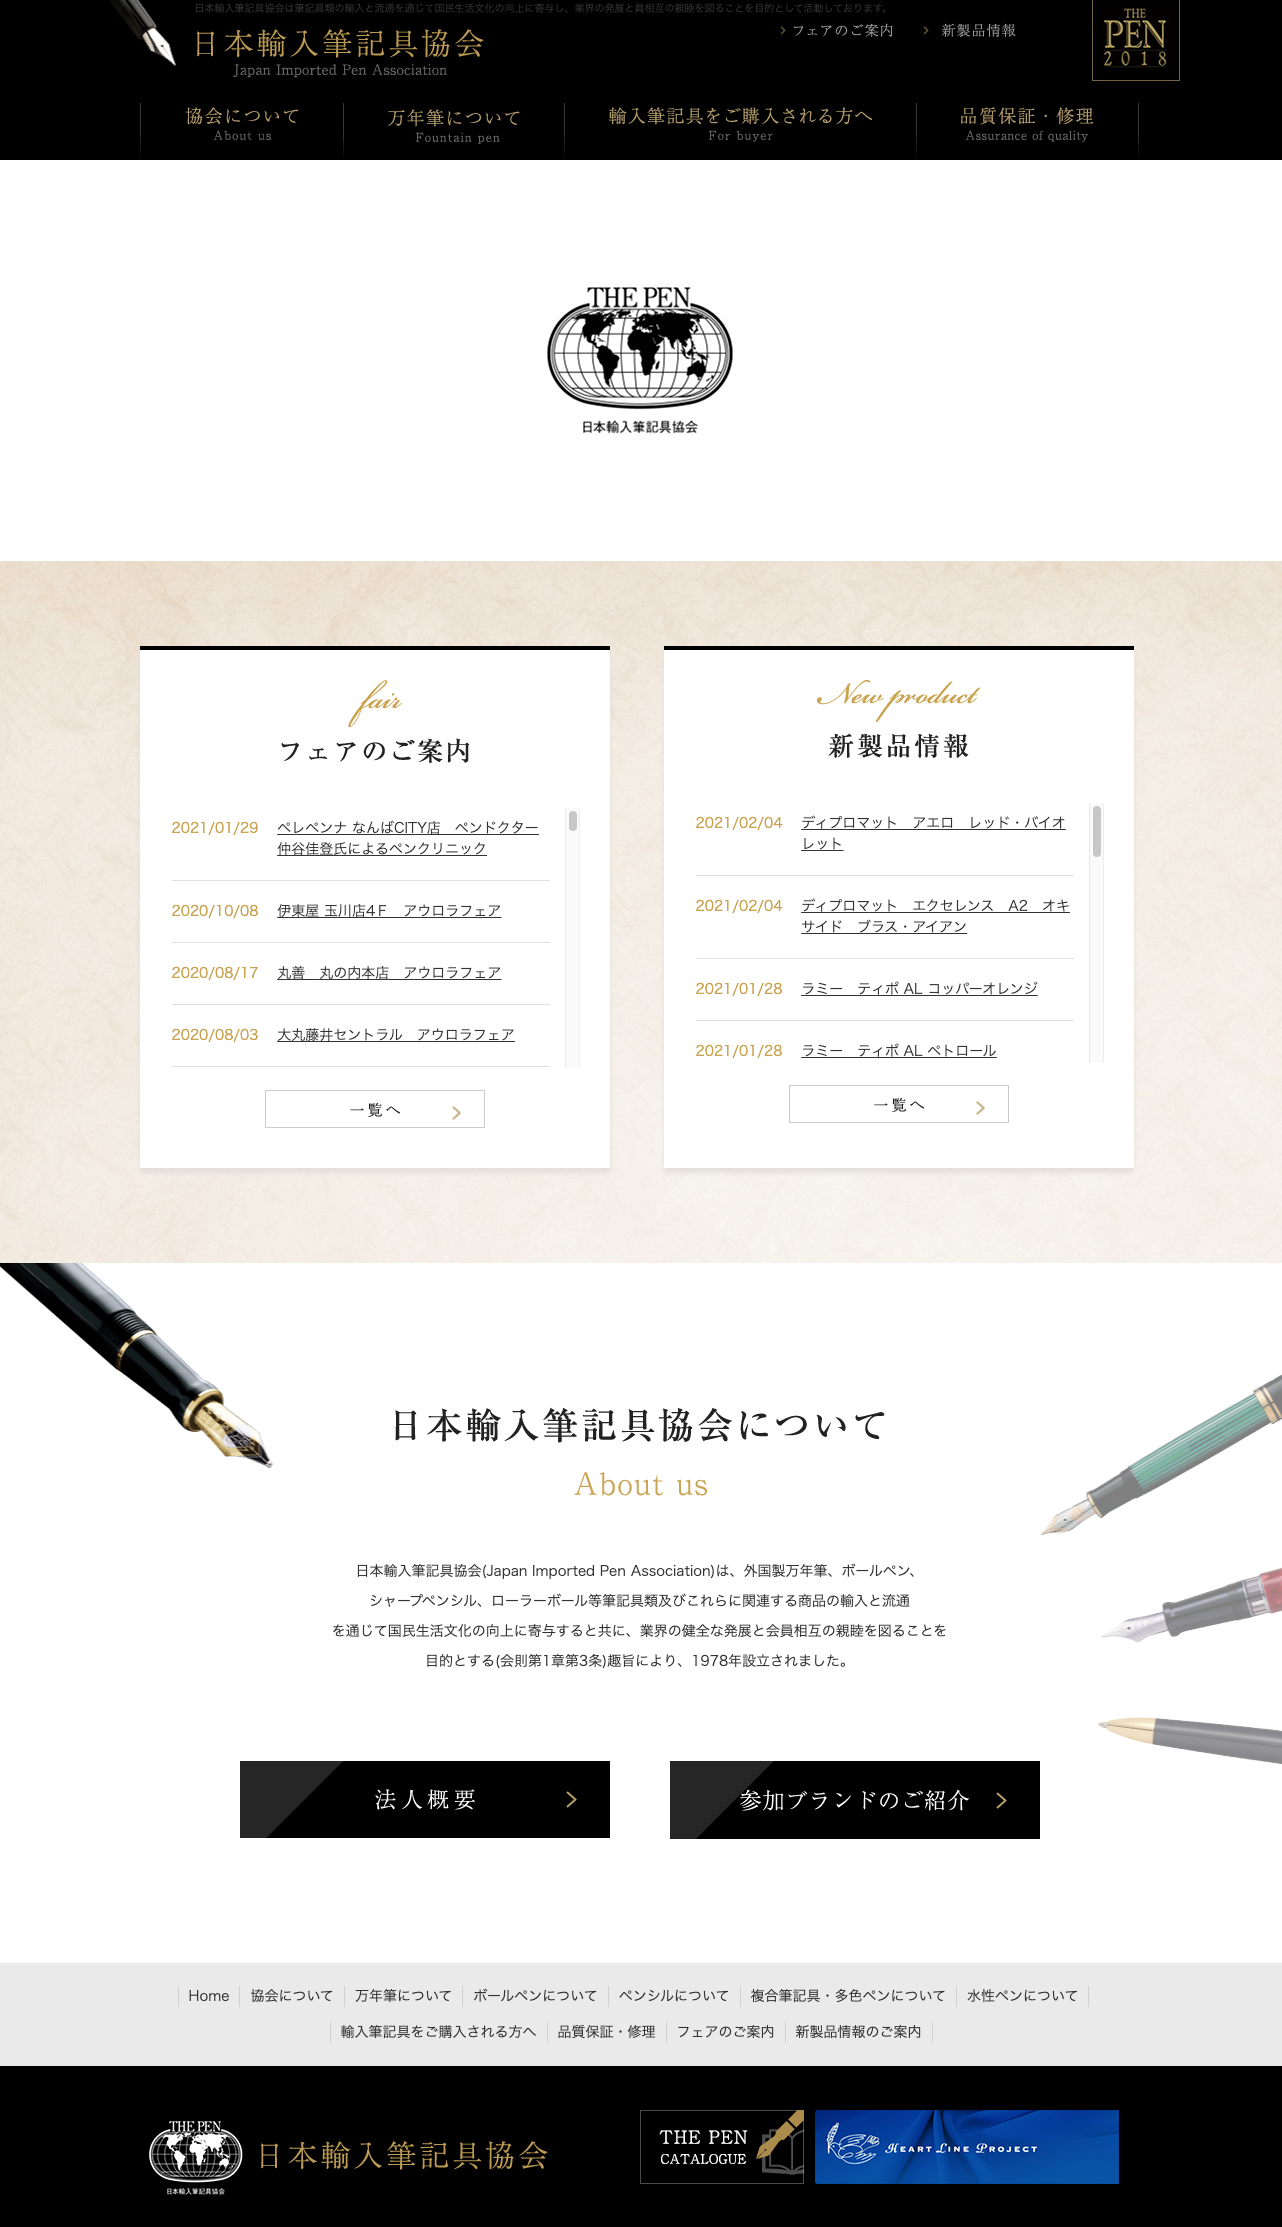 日本輸入筆記具協会は筆記具類の輸入と流通を通じて国民生活文化の向上に寄与し、業界の発展と員相互の親睦を図ることを目的として活動しております。
日本輸入筆記具協会
Japan Imported Pen Association
フェアのご案内
新製品情報
THE
PEN
2018
協会について
About us
万年筆について
Fountain pen
輸入筆記具をご購入される方へ
For buyer
品質保証・修理
Assurance of quality
THE PEN
日本輸入筆記具協会
fair
フェアのご案内
2021/01/29 ペレペンナ なんばCITY店　ペンドクター
仲谷佳登氏によるペンクリニック
2020/10/08 伊東屋 玉川店4Ｆ　アウロラフェア
2020/08/17 丸善　丸の内本店　アウロラフェア
2020/08/03 大丸藤井セントラル　アウロラフェア
一覧へ
New product
新製品情報
2021/02/04 ディプロマット　アエロ　レッド・バイオ
レット
2021/02/04 ディプロマット　エクセレンス　A2　オキ
サイド　ブラス・アイアン
2021/01/28 ラミー　ティポ AL コッパーオレンジ
2021/01/28 ラミー　ティポ AL ペトロール
一覧へ
日本輸入筆記具協会について
About us
日本輸入筆記具協会(Japan Imported Pen Association)は、外国製万年筆、ボールペン、
シャープペンシル、ローラーボール等筆記具類及びこれらに関連する商品の輸入と流通
を通じて国民生活文化の向上に寄与すると共に、業界の健全な発展と会員相互の親睦を図ることを
目的とする(会則第1章第3条)趣旨により、1978年設立されました。
法人概要
参加ブランドのご紹介
Home
協会について
万年筆について
ボールペンについて
ペンシルについて
複合筆記具・多色ペンについて
水性ペンについて
輸入筆記具をご購入される方へ
品質保証・修理
フェアのご案内
新製品情報のご案内
THE PEN
日本輸入筆記具協会
日本輸入筆記具協会
THE PEN
CATALOGUE
HEART LINE PROJECT